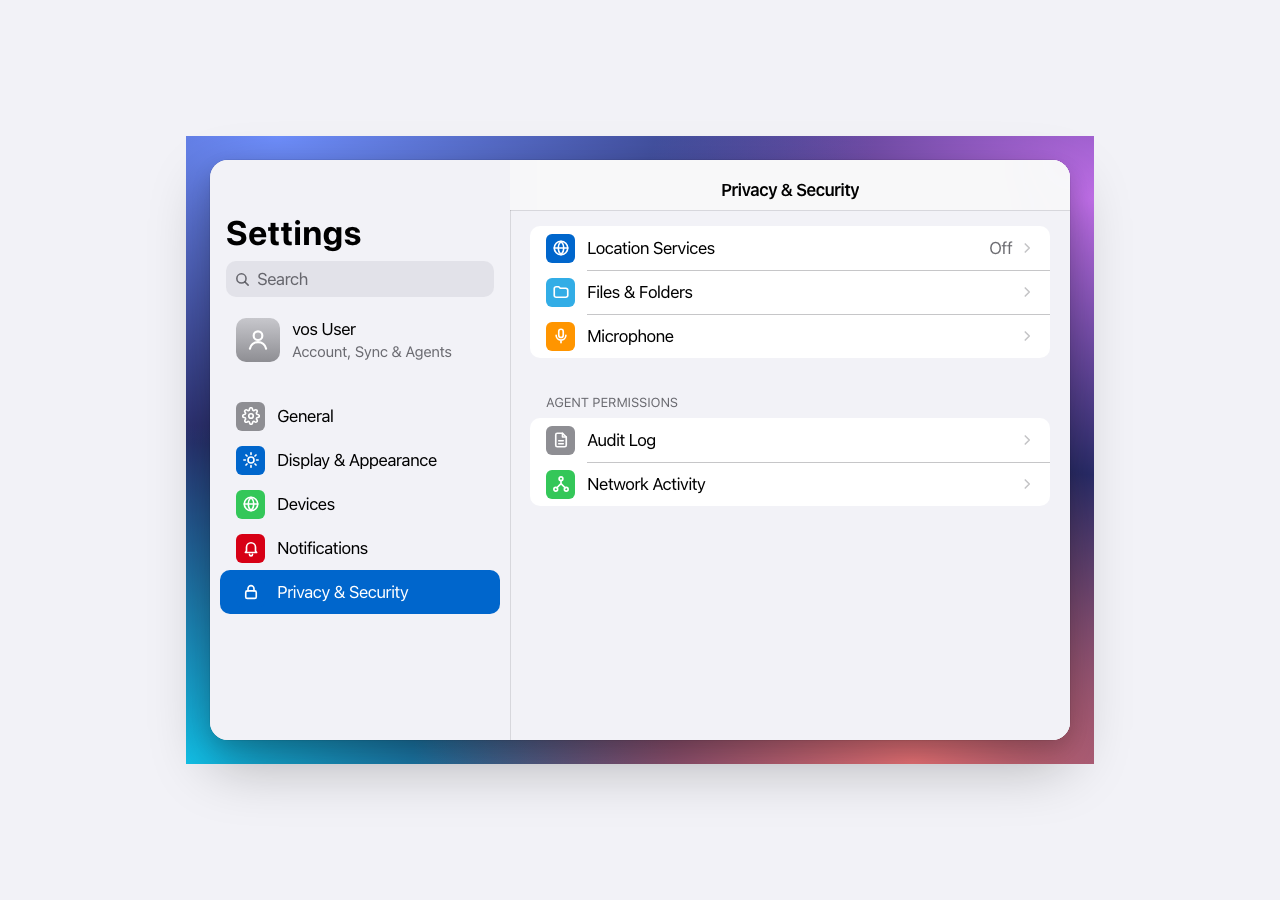 Settings
Search
vos User
Account, Sync & Agents
General
Display & Appearance
Devices
Notifications
Privacy & Security
Privacy & Security
Location Services Off
Files & Folders
Microphone
AGENT PERMISSIONS
Audit Log
Network Activity